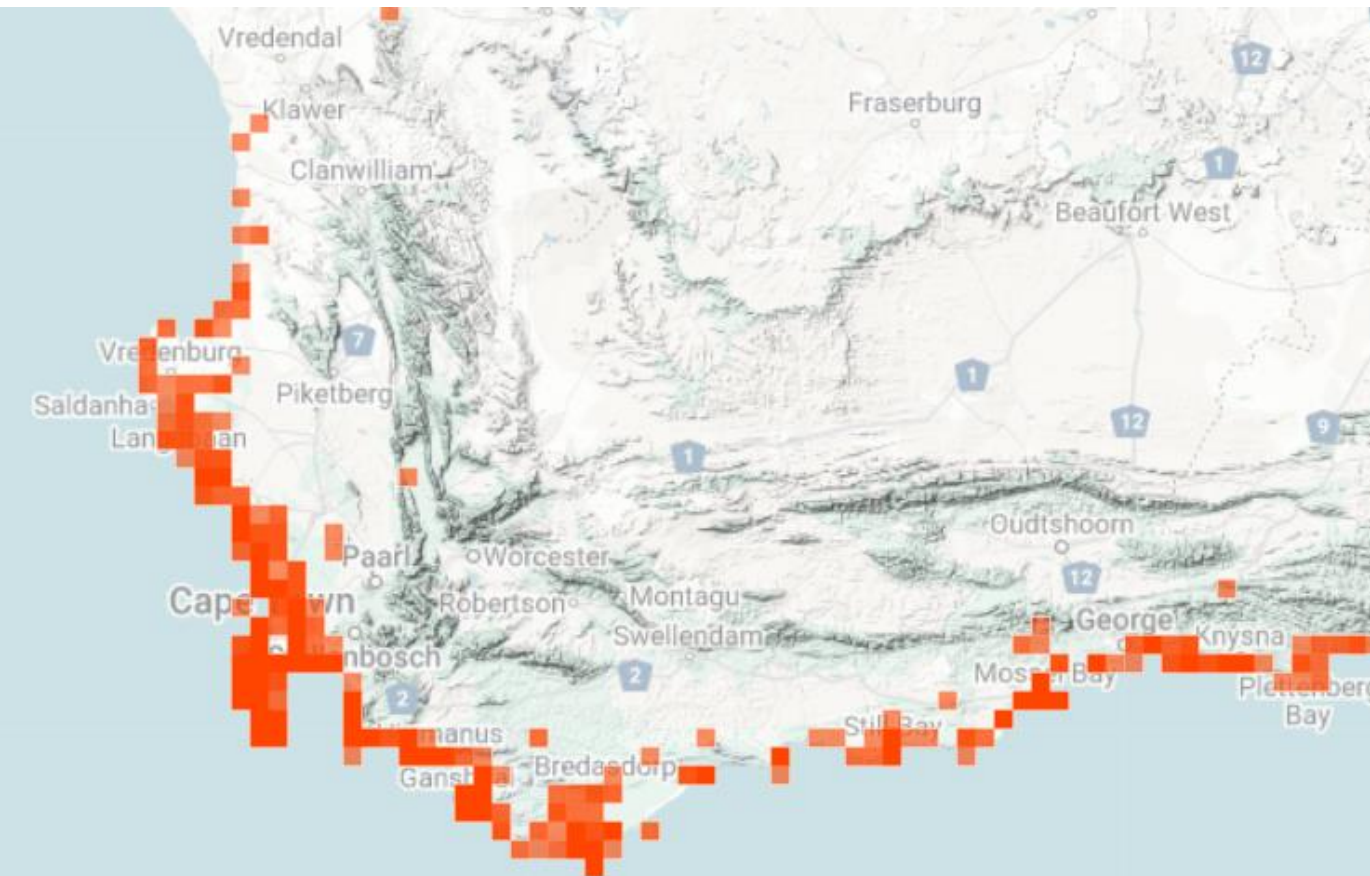 Vredendal
12
Klawer
Fraserburg
Clanwilliam
1
Beaufort West
7
Vredenburg
Piketberg
1
Saldanha
Langebaan
12
9
1
Oudtshoorn
Paarl
Worcester
12
Cape Town
Robertson
Montagu
George
Swellendam
Knysna
Stellenbosch
2
Mossel Bay
2
Plettenberg
Bay
Still Bay
Hermanus
Gansbaai
Bredasdorp